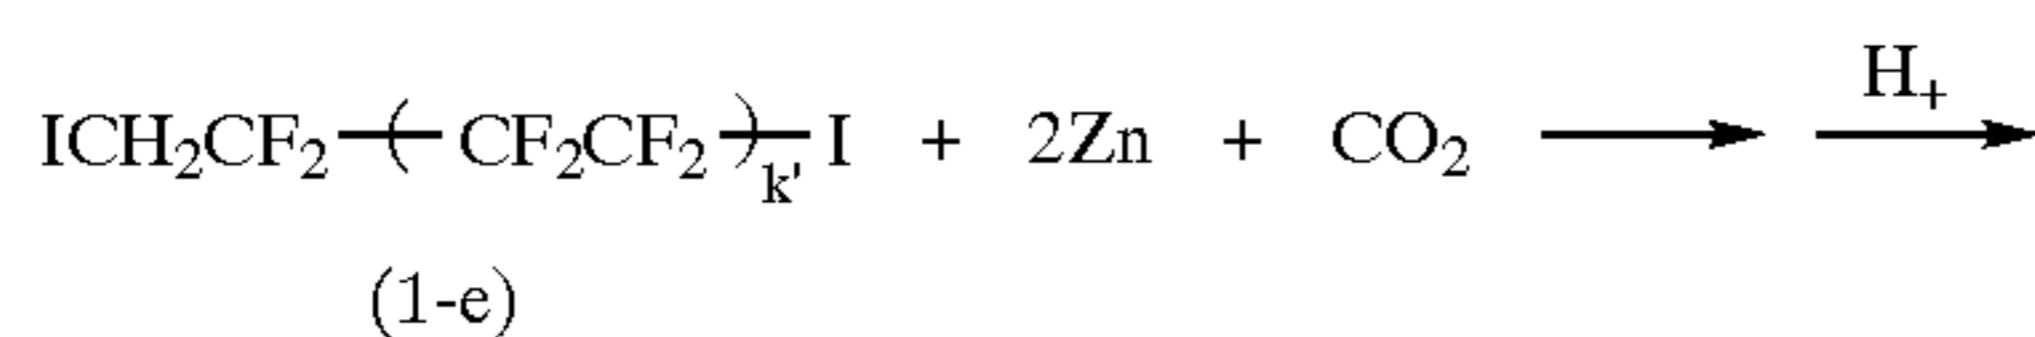 H+
ICH2CF2—(CF2CF2)—k' I + 2Zn + CO2 ⟶ ⟶
(1-e)